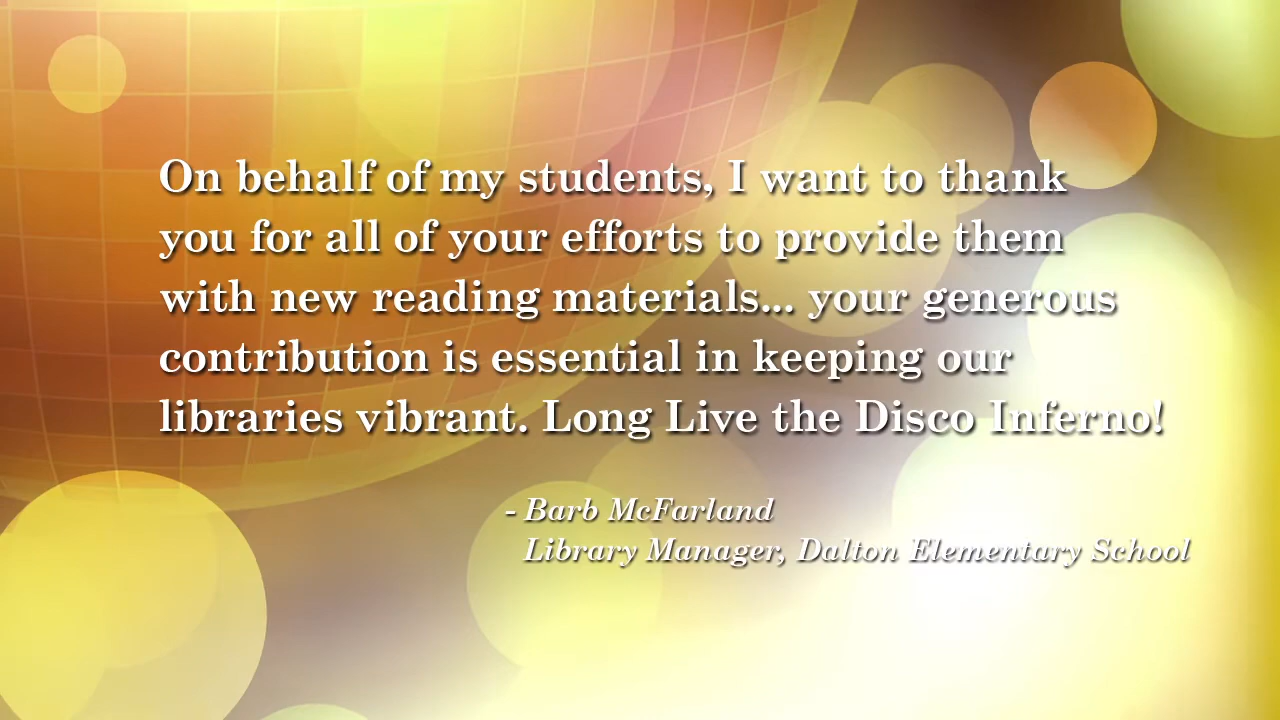 On behalf of my students, I want to thank
you for all of your efforts to provide them
with new reading materials... your generous
contribution is essential in keeping our
libraries vibrant. Long Live the Disco Inferno!
- Barb McFarland
Library Manager, Dalton Elementary School